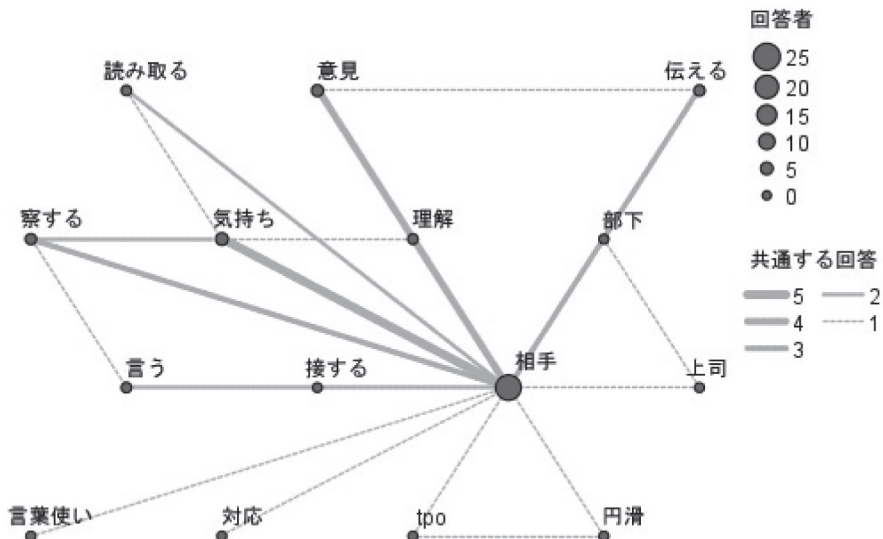 回答者
読み取る
意見
伝える
25
20
15
10
5
0
察する
気持ち
理解
部下
共通する回答
5 2
4 1
3
言う
接する
相手
上司
言葉使い
対応
tpo
円滑